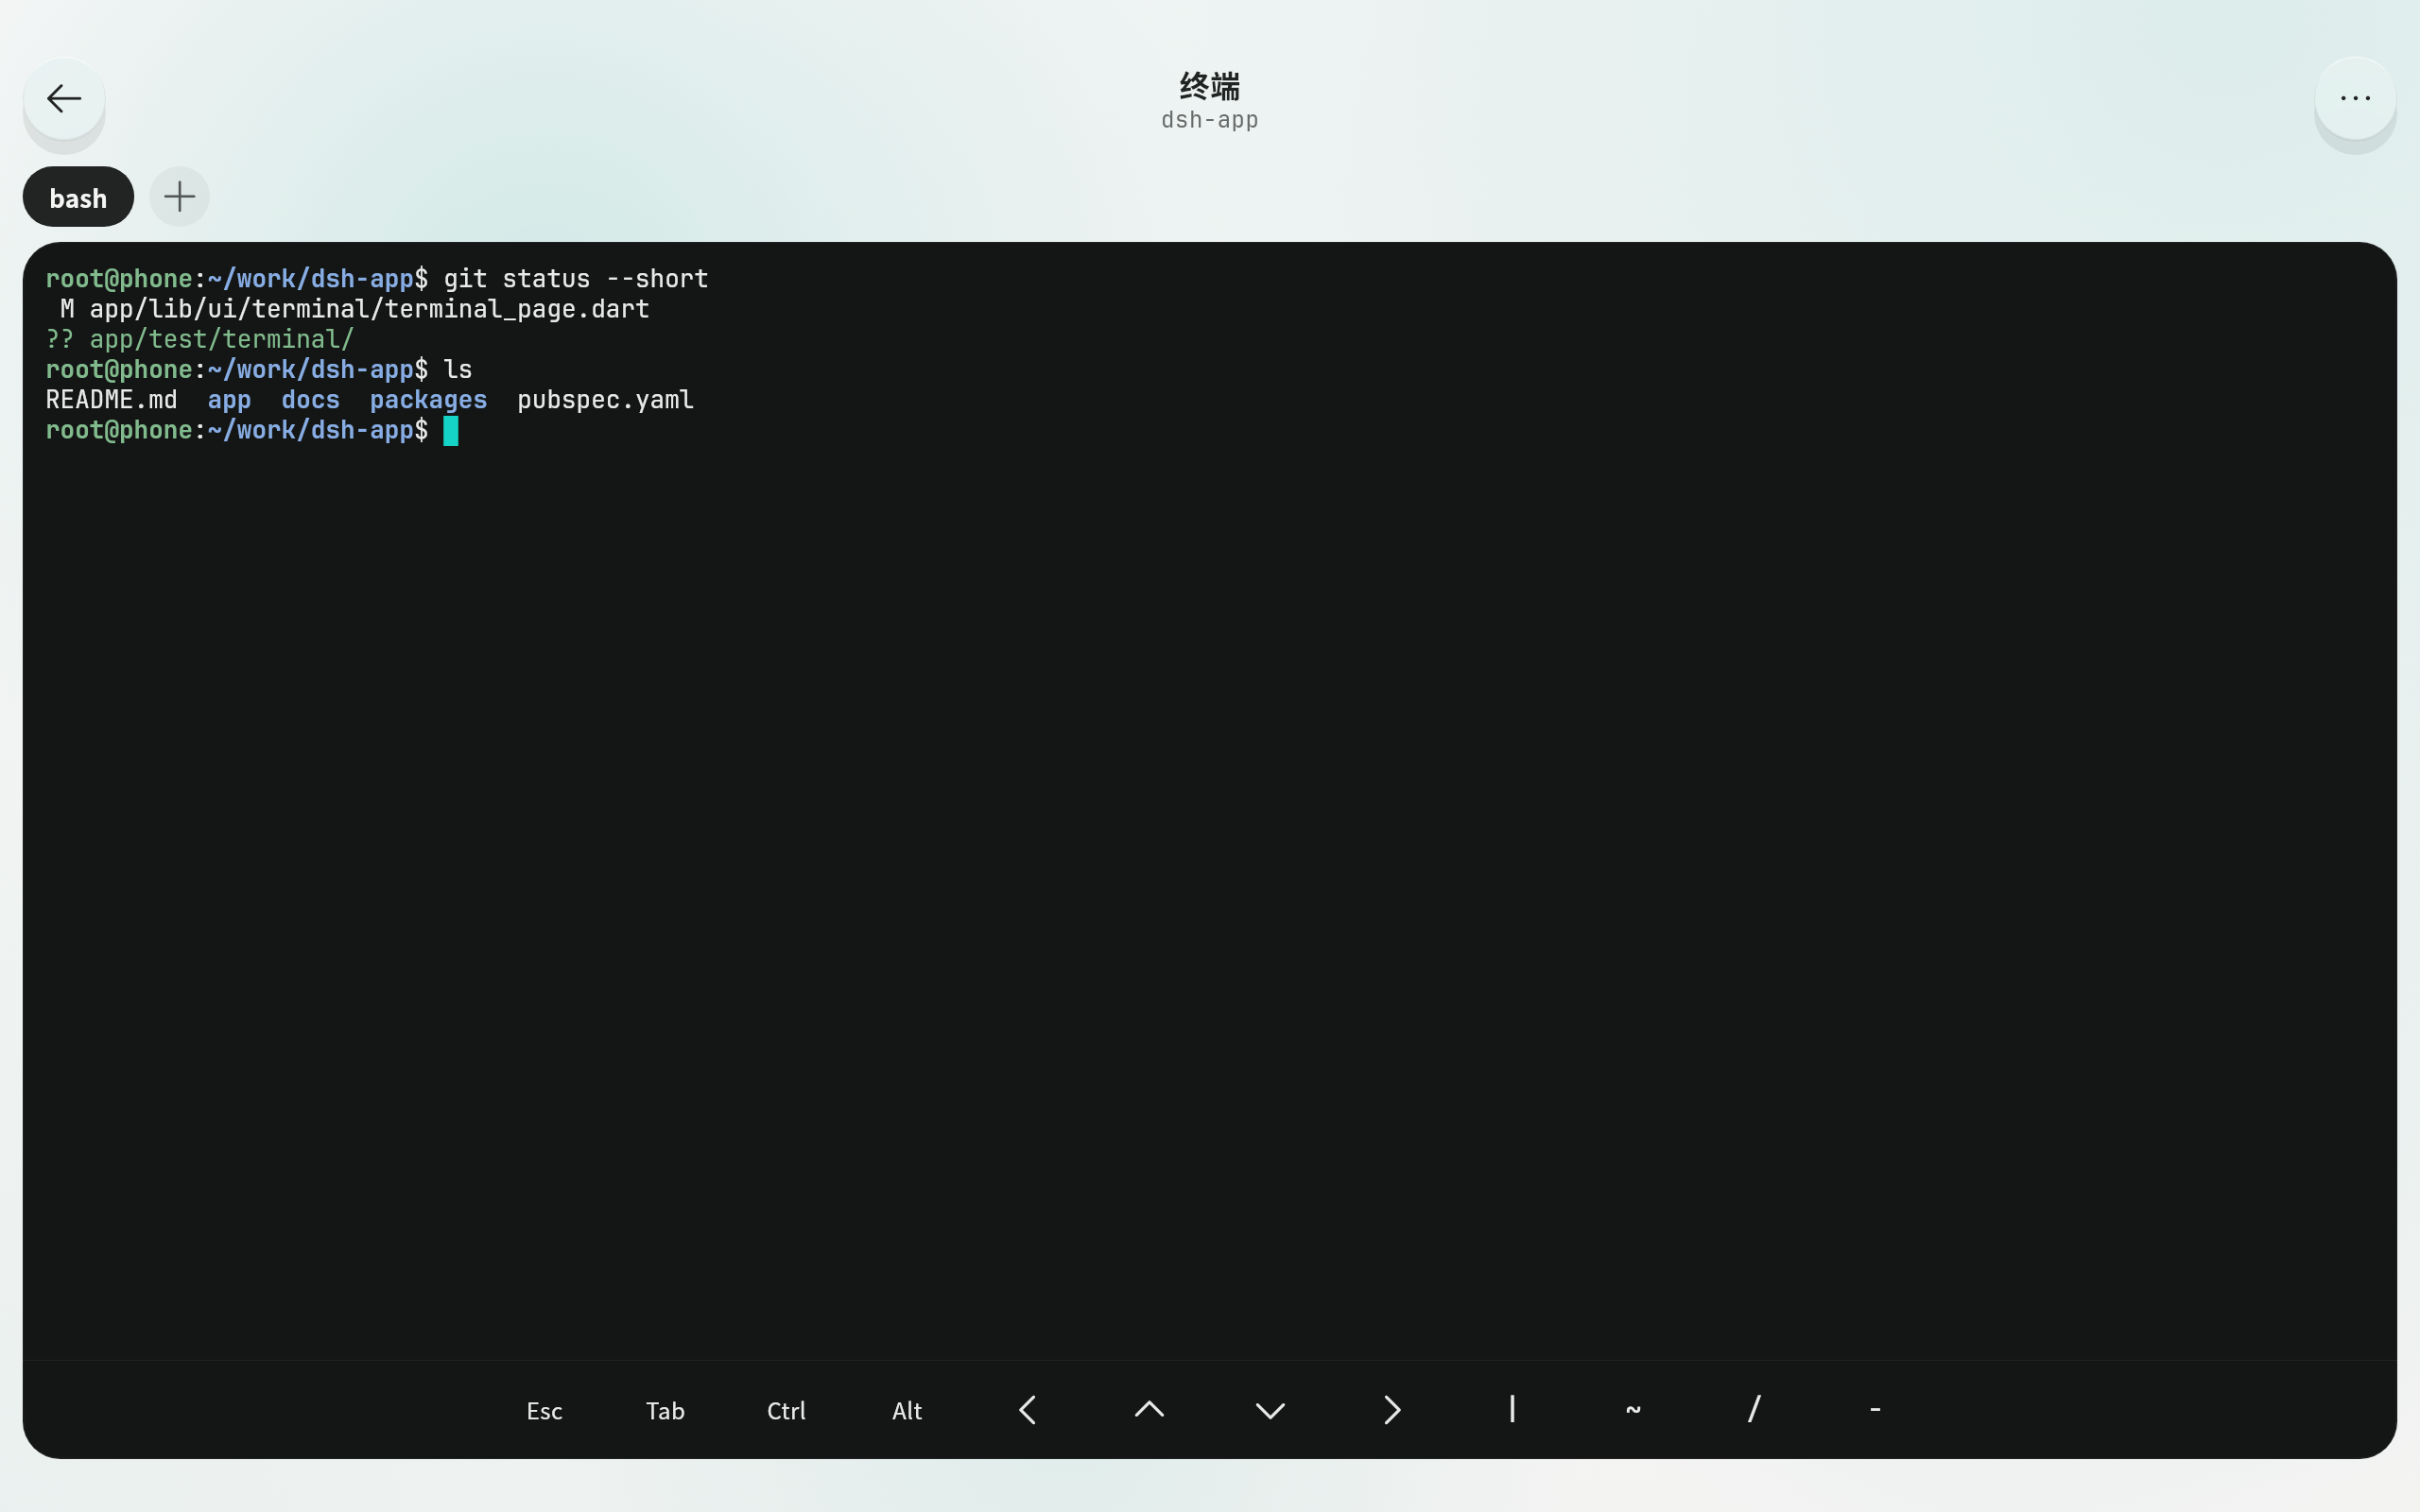 终端
dsh-app
bash
root@phone:~/work/dsh-app$ git status --short
 M app/lib/ui/terminal/terminal_page.dart
?? app/test/terminal/
root@phone:~/work/dsh-app$ ls
README.md  app  docs  packages  pubspec.yaml
root@phone:~/work/dsh-app$
Esc Tab Ctrl Alt | ~ / -